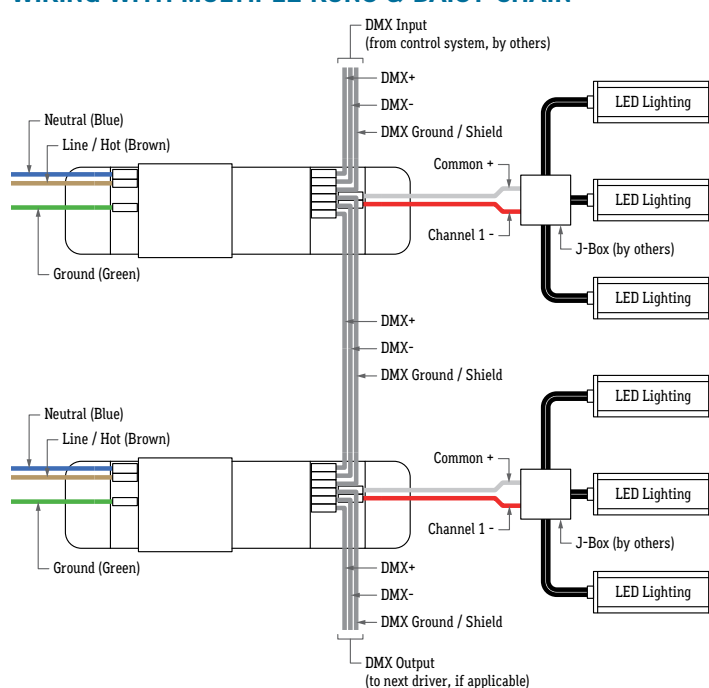 WIRING WITH MULTIPLE RUNS & DAISY CHAIN
DMX Input
(from control system, by others)
DMX+
DMX-
DMX Ground / Shield
Neutral (Blue)
Line / Hot (Brown)
Ground (Green)
Common +
Channel 1 -
J-Box (by others)
LED Lighting
LED Lighting
LED Lighting
DMX+
DMX-
DMX Ground / Shield
Neutral (Blue)
Line / Hot (Brown)
Ground (Green)
Common +
Channel 1 -
J-Box (by others)
LED Lighting
LED Lighting
LED Lighting
DMX+
DMX-
DMX Ground / Shield
DMX Output
(to next driver, if applicable)